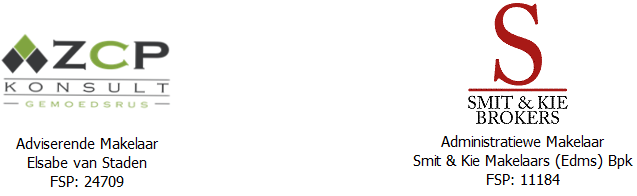 ZCP
KONSULT
GEMOEDSRUS
Adviserende Makelaar
Elsabe van Staden
FSP: 24709
S
SMIT & KIE
BROKERS
Administratiewe Makelaar
Smit & Kie Makelaars (Edms) Bpk
FSP: 11184